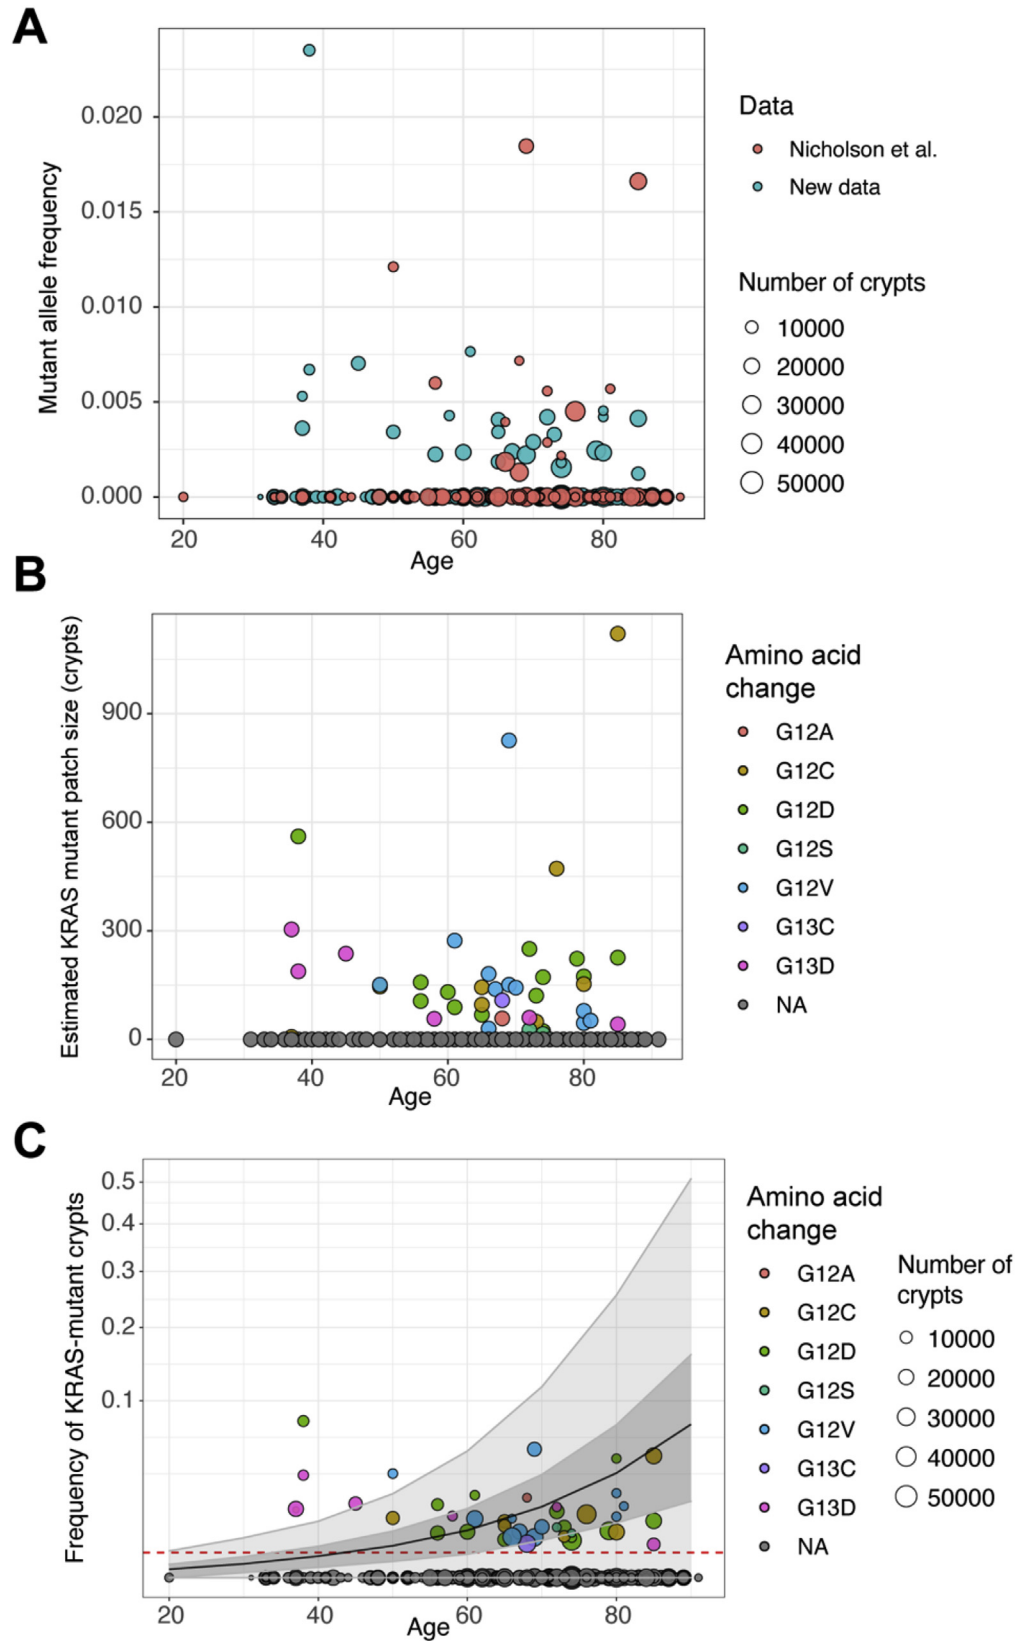 A
Mutant allele frequency
0.020
0.015
0.010
0.005
0.000
20 40 60 80
Age
Data
Nicholson et al.
New data
Number of crypts
10000
20000
30000
40000
50000
B
Estimated KRAS mutant patch size (crypts)
900
600
300
0
20 40 60 80
Age
Amino acid
change
G12A
G12C
G12D
G12S
G12V
G13C
G13D
NA
C
Frequency of KRAS-mutant crypts
0.5
0.4
0.3
0.2
0.1
20 40 60 80
Age
Amino acid
change
G12A
G12C
G12D
G12S
G12V
G13C
G13D
NA
Number of
crypts
10000
20000
30000
40000
50000